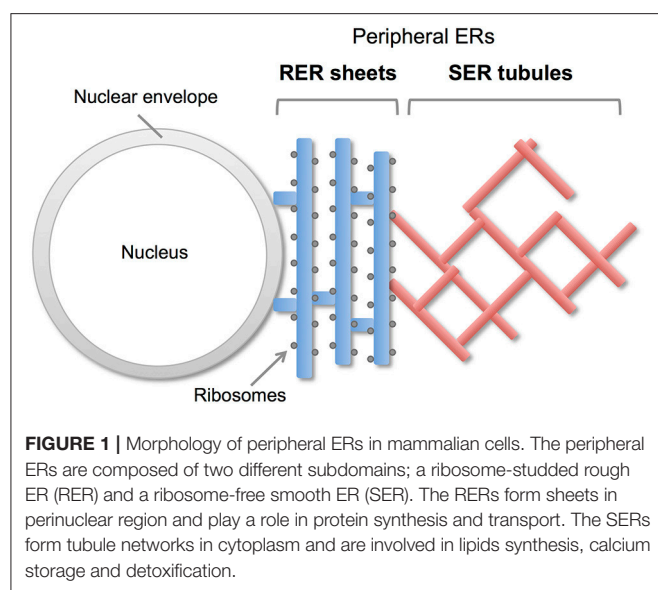 Peripheral ERs
RER sheets
SER tubules
Nuclear envelope
Nucleus
Ribosomes
FIGURE 1 | Morphology of peripheral ERs in mammalian cells. The peripheral
ERs are composed of two different subdomains; a ribosome-studded rough
ER (RER) and a ribosome-free smooth ER (SER). The RERs form sheets in
perinuclear region and play a role in protein synthesis and transport. The SERs
form tubule networks in cytoplasm and are involved in lipids synthesis, calcium
storage and detoxification.